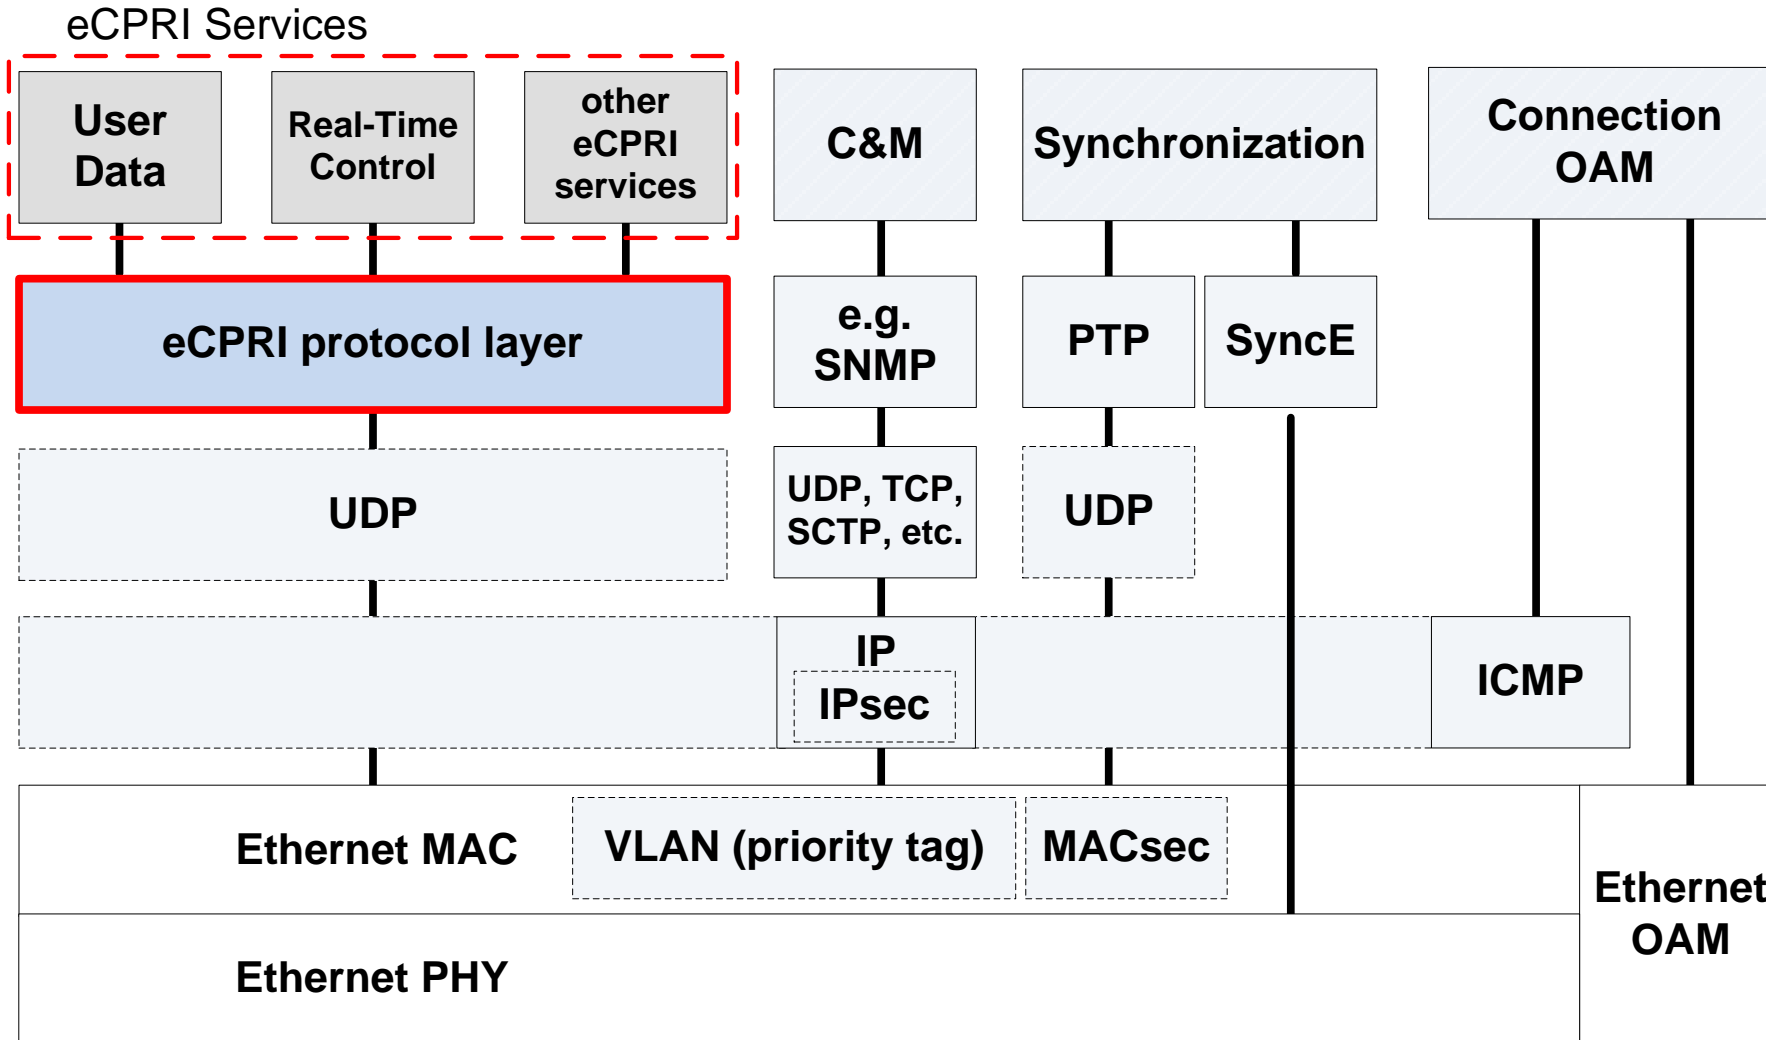 eCPRI Services
User
Data
Real-Time
Control
other
eCPRI
services
C&M
Synchronization
Connection
OAM
eCPRI protocol layer
e.g.
SNMP
PTP
SyncE
UDP
UDP, TCP,
SCTP, etc.
UDP
IP
IPsec
ICMP
Ethernet MAC
VLAN (priority tag)
MACsec
Ethernet
OAM
Ethernet PHY